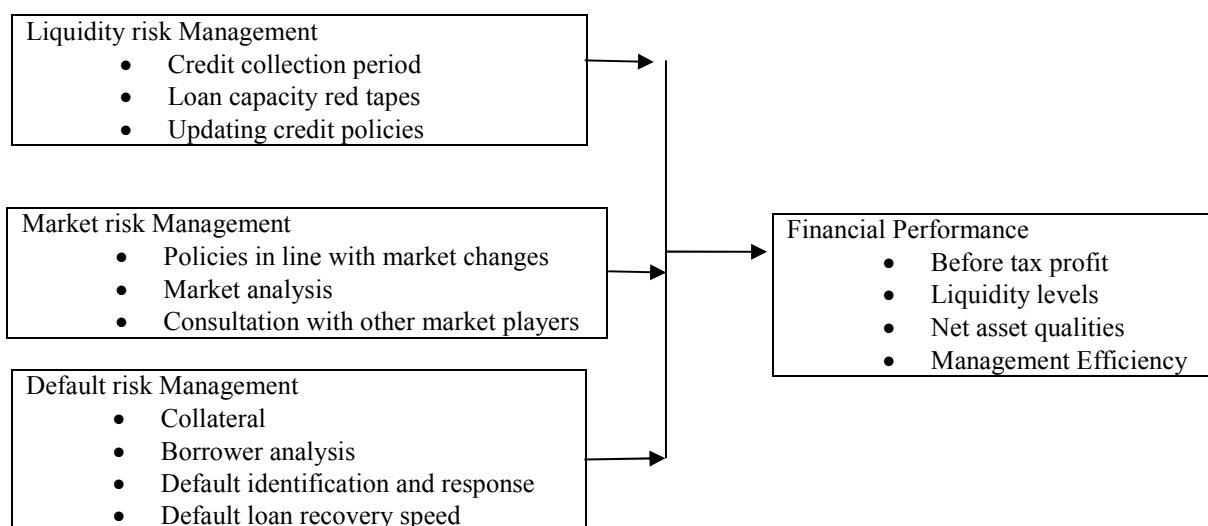 Liquidity risk Management
• Credit collection period
• Loan capacity red tapes
• Updating credit policies
Market risk Management
• Policies in line with market changes
• Market analysis
• Consultation with other market players
Default risk Management
• Collateral
• Borrower analysis
• Default identification and response
• Default loan recovery speed
Financial Performance
• Before tax profit
• Liquidity levels
• Net asset qualities
• Management Efficiency